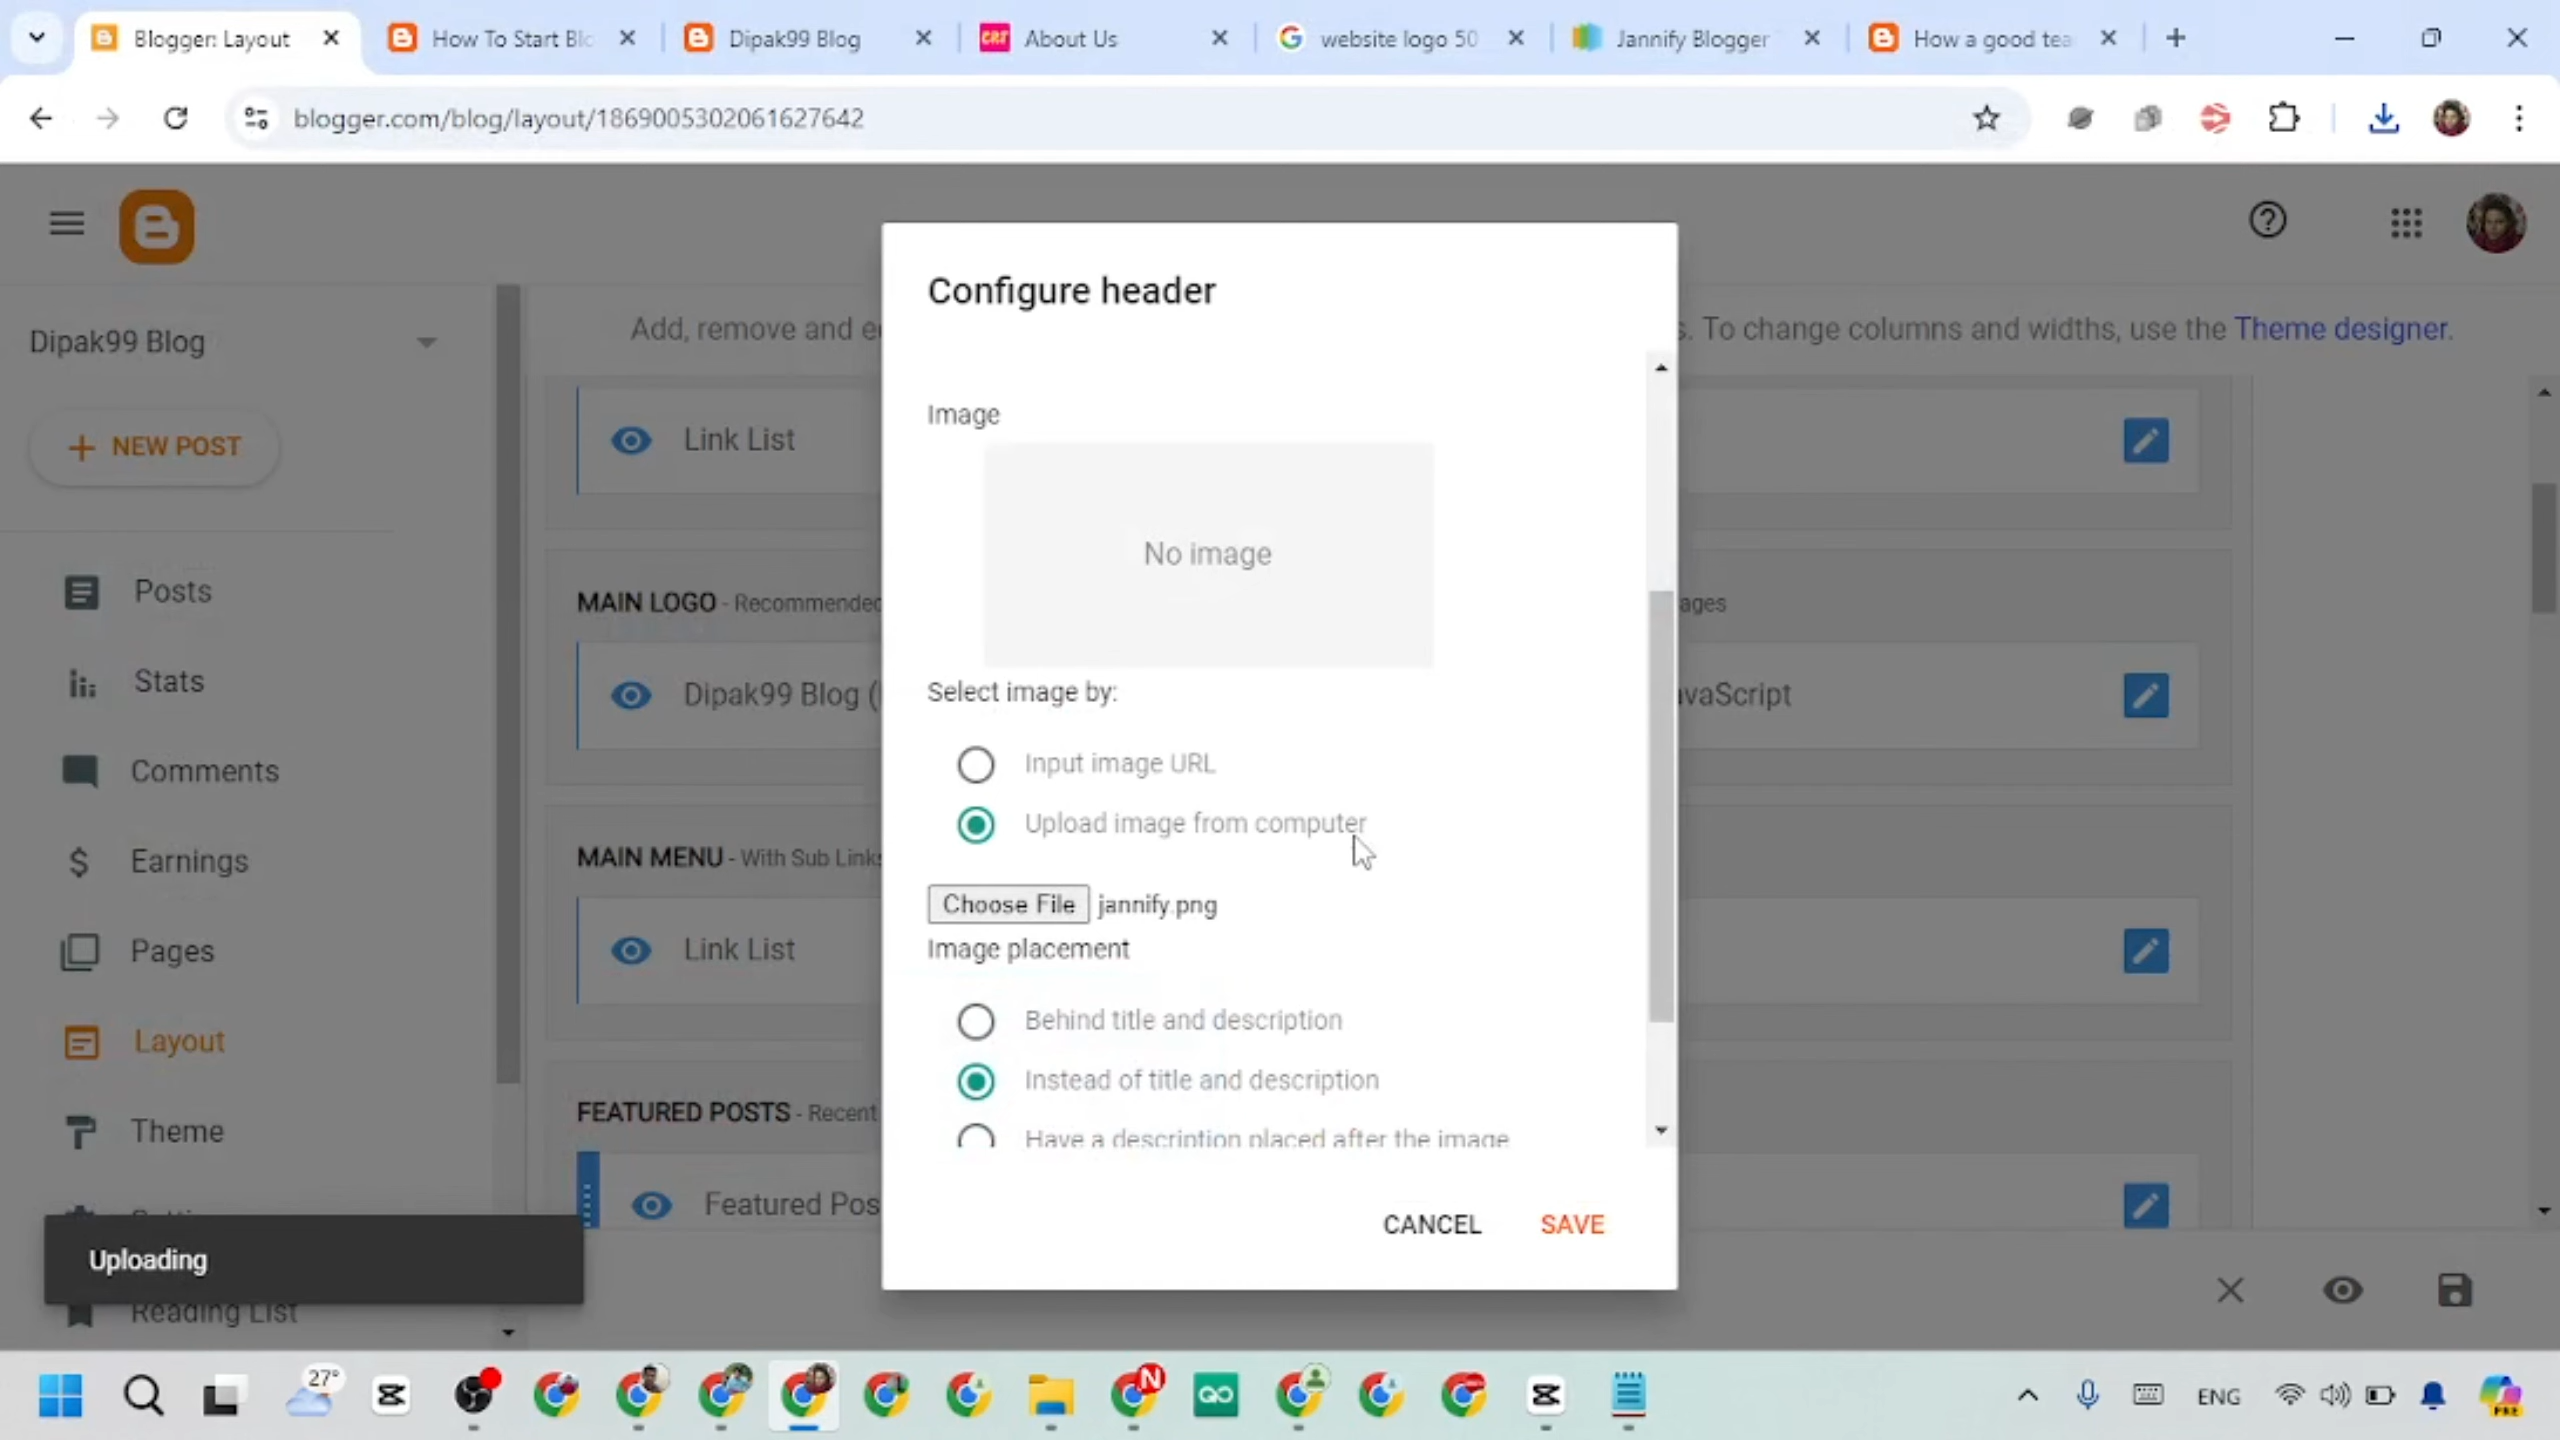 Blogger: Layout
How To Start Blo
Dipak99 Blog
CRT
About Us
website logo 50
Jannify Blogger
How a good tea
blogger.com/blog/layout/1869005302061627642
Dipak99 Blog
NEW POST
Posts
Stats
Comments
Earnings
Pages
Layout
Theme
Reading List
Uploading
Add, remove and e
s. To change columns and widths, use the Theme designer.
Link List
MAIN LOGO - Recommended
ages
Dipak99 Blog (
avaScript
MAIN MENU - With Sub Links
Link List
FEATURED POSTS - Recent
Featured Pos
Configure header
Image
No image
Select image by:
Input image URL
Upload image from computer
Choose File jannify.png
Image placement
Behind title and description
Instead of title and description
Have a description placed after the image
CANCEL
SAVE
27°
N
ENG
PRE